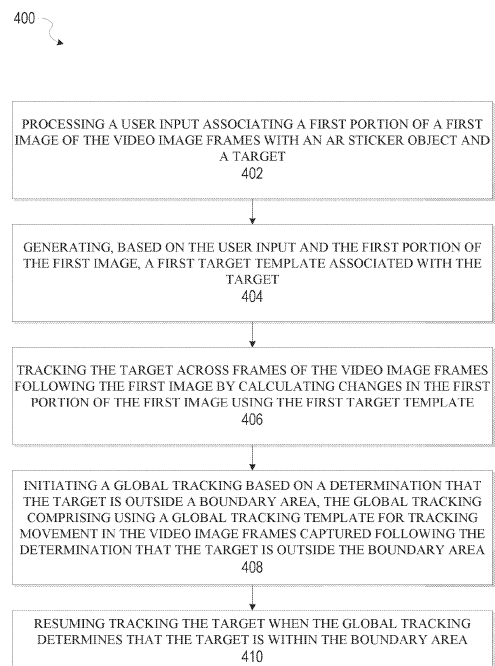 400
PROCESSING A USER INPUT ASSOCIATING A FIRST PORTION OF A FIRST
IMAGE OF THE VIDEO IMAGE FRAMES WITH AN AR STICKER OBJECT AND
A TARGET
402
GENERATING, BASED ON THE USER INPUT AND THE FIRST PORTION OF
THE FIRST IMAGE, A FIRST TARGET TEMPLATE ASSOCIATED WITH THE
TARGET
404
TRACKING THE TARGET ACROSS FRAMES OF THE VIDEO IMAGE FRAMES
FOLLOWING THE FIRST IMAGE BY CALCULATING CHANGES IN THE FIRST
PORTION OF THE FIRST IMAGE USING THE FIRST TARGET TEMPLATE
406
INITIATING A GLOBAL TRACKING BASED ON A DETERMINATION THAT
THE TARGET IS OUTSIDE A BOUNDARY AREA, THE GLOBAL TRACKING
COMPRISING USING A GLOBAL TRACKING TEMPLATE FOR TRACKING
MOVEMENT IN THE VIDEO IMAGE FRAMES CAPTURED FOLLOWING THE
DETERMINATION THAT THE TARGET IS OUTSIDE THE BOUNDARY AREA
408
RESUMING TRACKING THE TARGET WHEN THE GLOBAL TRACKING
DETERMINES THAT THE TARGET IS WITHIN THE BOUNDARY AREA
410